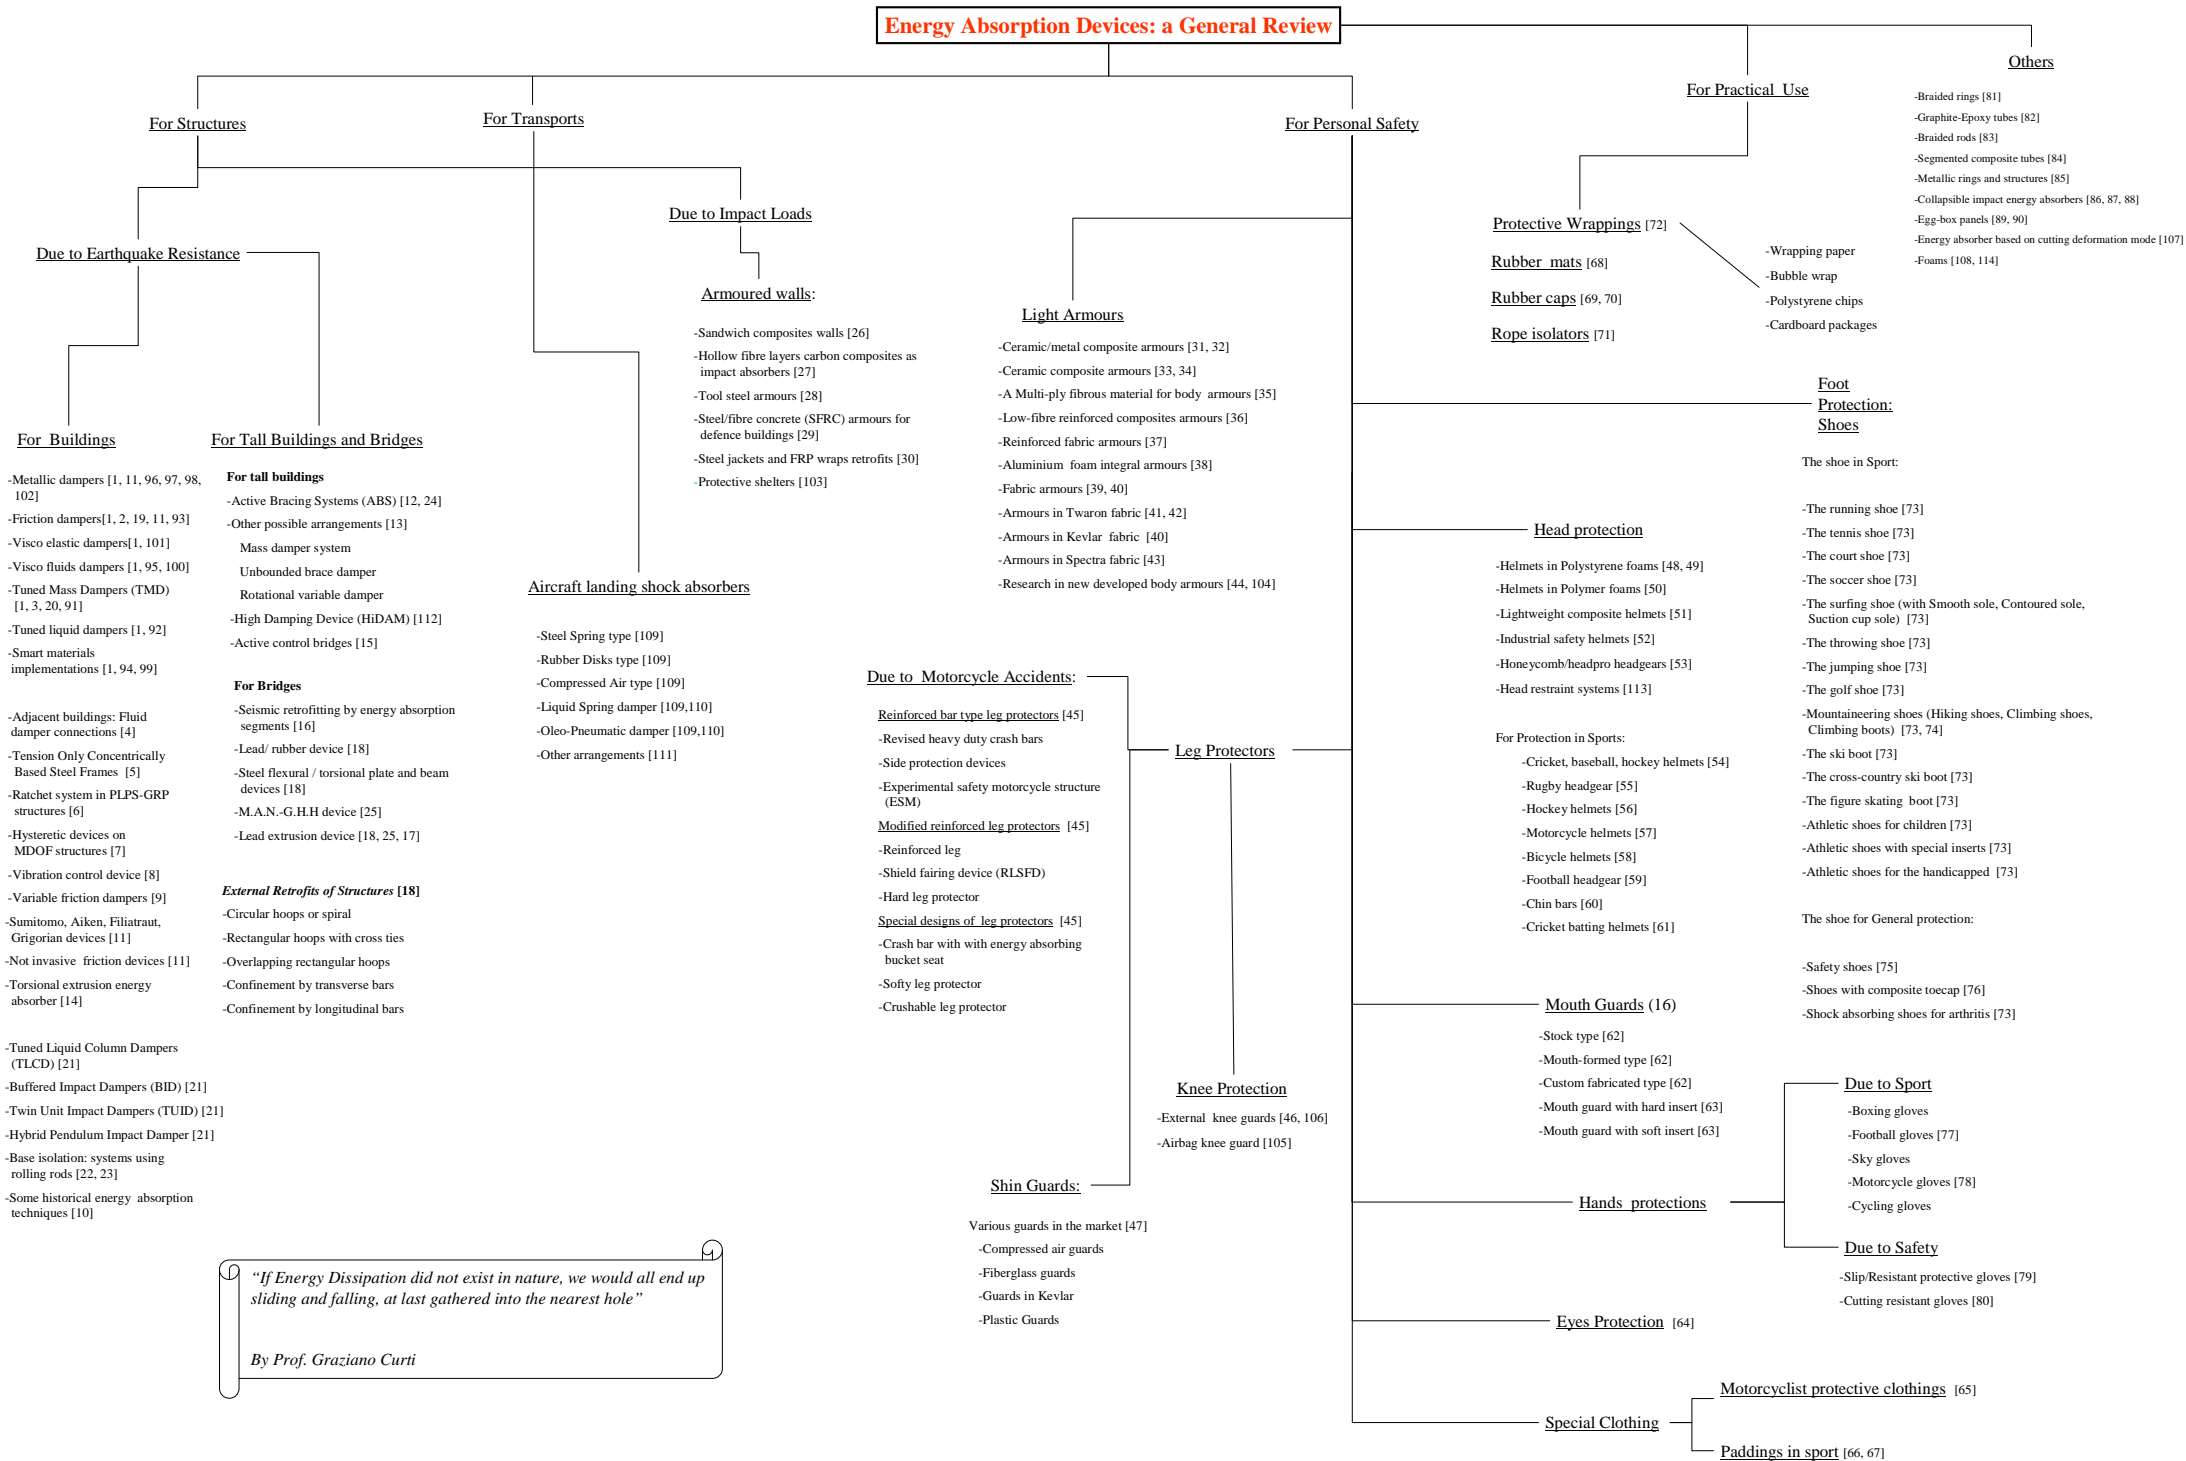 Energy Absorption Devices: a General Review
For Structures
Due to Earthquake Resistance
For Buildings
-Metallic dampers [1, 11, 96, 97, 98,
102]
-Friction dampers[1, 2, 19, 11, 93]
-Visco elastic dampers[1, 101]
-Visco fluids dampers [1, 95, 100]
-Tuned Mass Dampers (TMD)
[1, 3, 20, 91]
-Tuned liquid dampers [1, 92]
-Smart materials
implementations [1, 94, 99]
-Adjacent buildings: Fluid
damper connections [4]
-Tension Only Concentrically
Based Steel Frames [5]
-Ratchet system in PLPS-GRP
structures [6]
-Hysteretic devices on
MDOF structures [7]
-Vibration control device [8]
-Variable friction dampers [9]
-Sumitomo, Aiken, Filiatraut,
Grigorian devices [11]
-Not invasive friction devices [11]
-Torsional extrusion energy
absorber [14]
-Tuned Liquid Column Dampers
(TLCD) [21]
-Buffered Impact Dampers (BID) [21]
-Twin Unit Impact Dampers (TUID) [21]
-Hybrid Pendulum Impact Damper [21]
-Base isolation: systems using
rolling rods [22, 23]
-Some historical energy absorption
techniques [10]
For Tall Buildings and Bridges
For tall buildings
-Active Bracing Systems (ABS) [12, 24]
-Other possible arrangements [13]
Mass damper system
Unbounded brace damper
Rotational variable damper
-High Damping Device (HiDAM) [112]
-Active control bridges [15]
For Bridges
-Seismic retrofitting by energy absorption
segments [16]
-Lead/ rubber device [18]
-Steel flexural / torsional plate and beam
devices [18]
-M.A.N.-G.H.H device [25]
-Lead extrusion device [18, 25, 17]
External Retrofits of Structures [18]
-Circular hoops or spiral
-Rectangular hoops with cross ties
-Overlapping rectangular hoops
-Confinement by transverse bars
-Confinement by longitudinal bars
“If Energy Dissipation did not exist in nature, we would all end up
sliding and falling, at last gathered into the nearest hole”
By Prof. Graziano Curti
Due to Impact Loads
Armoured walls:
-Sandwich composites walls [26]
-Hollow fibre layers carbon composites as
impact absorbers [27]
-Tool steel armours [28]
-Steel/fibre concrete (SFRC) armours for
defence buildings [29]
-Steel jackets and FRP wraps retrofits [30]
-Protective shelters [103]
For Transports
Aircraft landing shock absorbers
-Steel Spring type [109]
-Rubber Disks type [109]
-Compressed Air type [109]
-Liquid Spring damper [109,110]
-Oleo-Pneumatic damper [109,110]
-Other arrangements [111]
For Personal Safety
Light Armours
-Ceramic/metal composite armours [31, 32]
-Ceramic composite armours [33, 34]
-A Multi-ply fibrous material for body armours [35]
-Low-fibre reinforced composites armours [36]
-Reinforced fabric armours [37]
-Aluminium foam integral armours [38]
-Fabric armours [39, 40]
-Armours in Twaron fabric [41, 42]
-Armours in Kevlar fabric [40]
-Armours in Spectra fabric [43]
-Research in new developed body armours [44, 104]
Leg Protectors
Due to Motorcycle Accidents:
Reinforced bar type leg protectors [45]
-Revised heavy duty crash bars
-Side protection devices
-Experimental safety motorcycle structure
(ESM)
Modified reinforced leg protectors [45]
-Reinforced leg
-Shield fairing device (RLSFD)
-Hard leg protector
Special designs of leg protectors [45]
-Crash bar with with energy absorbing
bucket seat
-Softy leg protector
-Crushable leg protector
Knee Protection
-External knee guards [46, 106]
-Airbag knee guard [105]
Shin Guards:
Various guards in the market [47]
-Compressed air guards
-Fiberglass guards
-Guards in Kevlar
-Plastic Guards
Head protection
-Helmets in Polystyrene foams [48, 49]
-Helmets in Polymer foams [50]
-Lightweight composite helmets [51]
-Industrial safety helmets [52]
-Honeycomb/headpro headgears [53]
-Head restraint systems [113]
For Protection in Sports:
-Cricket, baseball, hockey helmets [54]
-Rugby headgear [55]
-Hockey helmets [56]
-Motorcycle helmets [57]
-Bicycle helmets [58]
-Football headgear [59]
-Chin bars [60]
-Cricket batting helmets [61]
Mouth Guards (16)
-Stock type [62]
-Mouth-formed type [62]
-Custom fabricated type [62]
-Mouth guard with hard insert [63]
-Mouth guard with soft insert [63]
Hands protections
Due to Sport
-Boxing gloves
-Football gloves [77]
-Sky gloves
-Motorcycle gloves [78]
-Cycling gloves
Due to Safety
-Slip/Resistant protective gloves [79]
-Cutting resistant gloves [80]
Eyes Protection [64]
Special Clothing
Motorcyclist protective clothings [65]
Paddings in sport [66, 67]
Foot
Protection:
Shoes
The shoe in Sport:
-The running shoe [73]
-The tennis shoe [73]
-The court shoe [73]
-The soccer shoe [73]
-The surfing shoe (with Smooth sole, Contoured sole,
Suction cup sole) [73]
-The throwing shoe [73]
-The jumping shoe [73]
-The golf shoe [73]
-Mountaineering shoes (Hiking shoes, Climbing shoes,
Climbing boots) [73, 74]
-The ski boot [73]
-The cross-country ski boot [73]
-The figure skating boot [73]
-Athletic shoes for children [73]
-Athletic shoes with special inserts [73]
-Athletic shoes for the handicapped [73]
The shoe for General protection:
-Safety shoes [75]
-Shoes with composite toecap [76]
-Shock absorbing shoes for arthritis [73]
For Practical Use
Protective Wrappings [72]
-Wrapping paper
-Bubble wrap
-Polystyrene chips
-Cardboard packages
Rubber mats [68]
Rubber caps [69, 70]
Rope isolators [71]
Others
-Braided rings [81]
-Graphite-Epoxy tubes [82]
-Braided rods [83]
-Segmented composite tubes [84]
-Metallic rings and structures [85]
-Collapsible impact energy absorbers [86, 87, 88]
-Egg-box panels [89, 90]
-Energy absorber based on cutting deformation mode [107]
-Foams [108, 114]